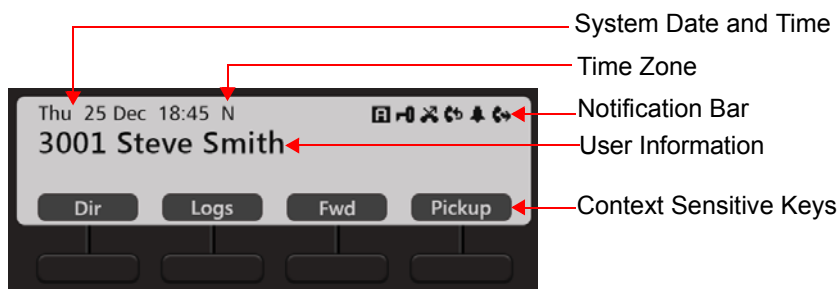 System Date and Time
Time Zone
Thu 25 Dec 18:45 N
Notification Bar
3001 Steve Smith
User Information
Dir Logs Fwd Pickup
Context Sensitive Keys